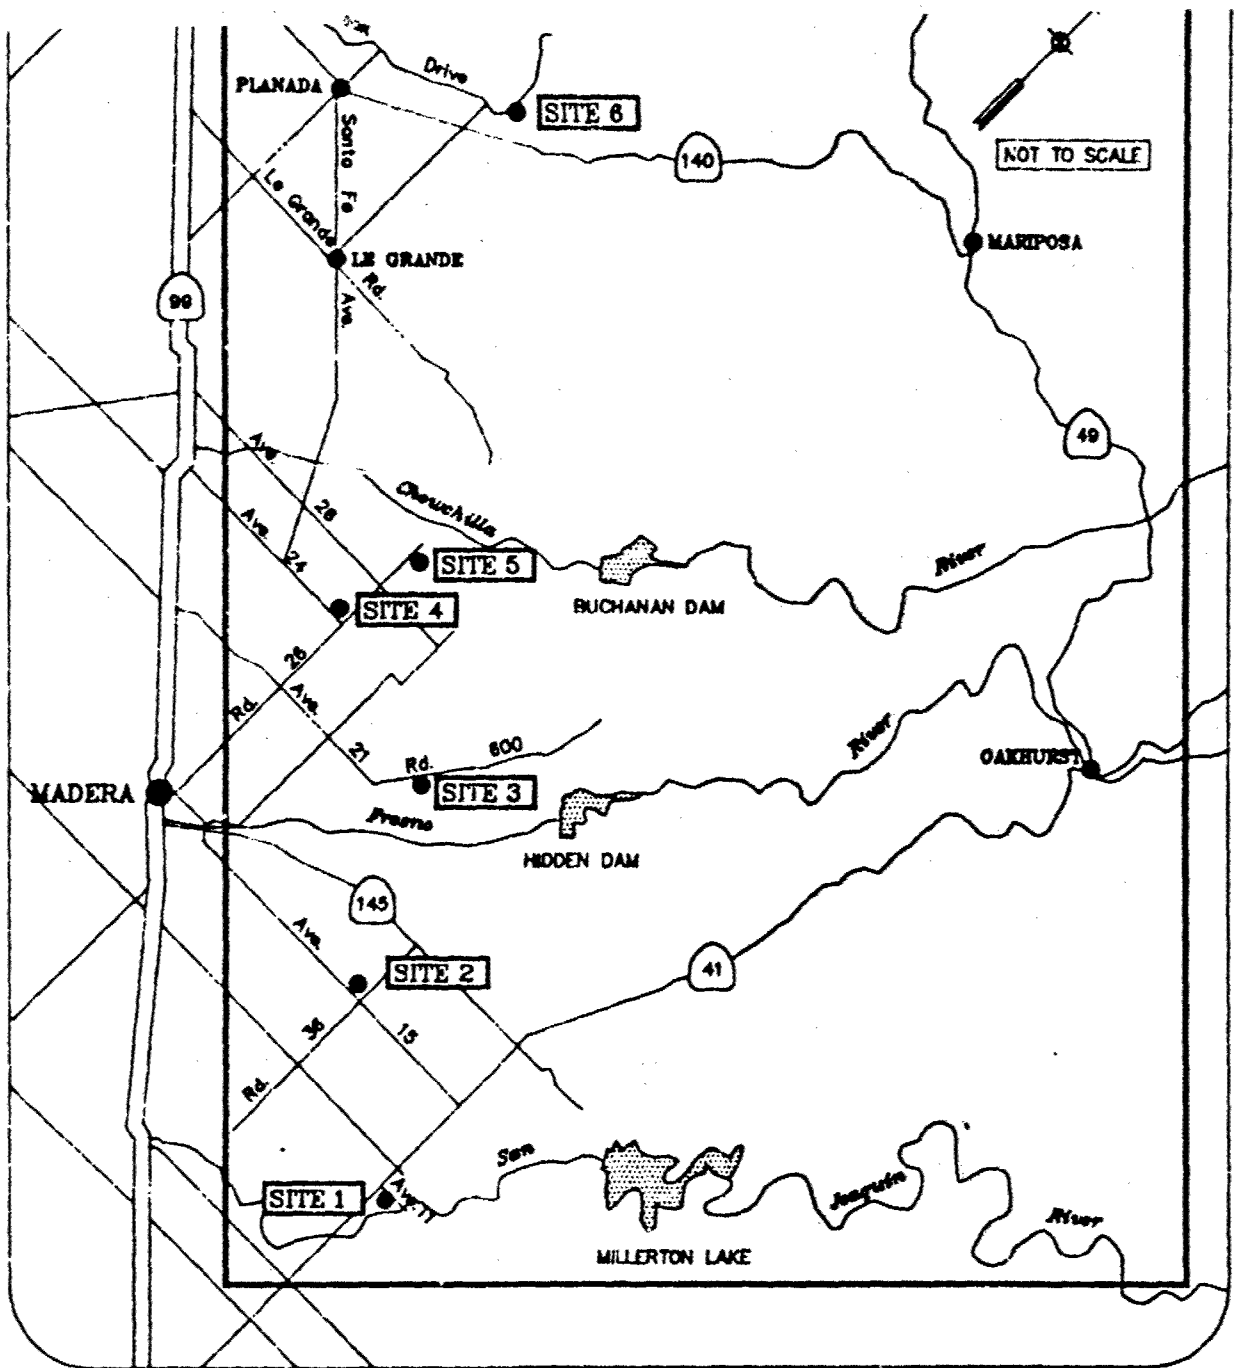 Drive
PLANADA
SITE 6
Santa Fe
140
NOT TO SCALE
Le Grande
MARIPOSA
LE GRANDE
Rd.
99
Ave.
49
Ave.
Chowchilla
26
Ave.
24
SITE 5
River
SITE 4
BUCHANAN DAM
26
Rd.
Ave.
21
Rd. 600
River
OAKHURST
MADERA
SITE 3
Fresno
HIDDEN DAM
145
Ave.
SITE 2
41
36
15
Rd.
San
SITE 1
Ave. 11
Joaquin
River
MILLERTON LAKE